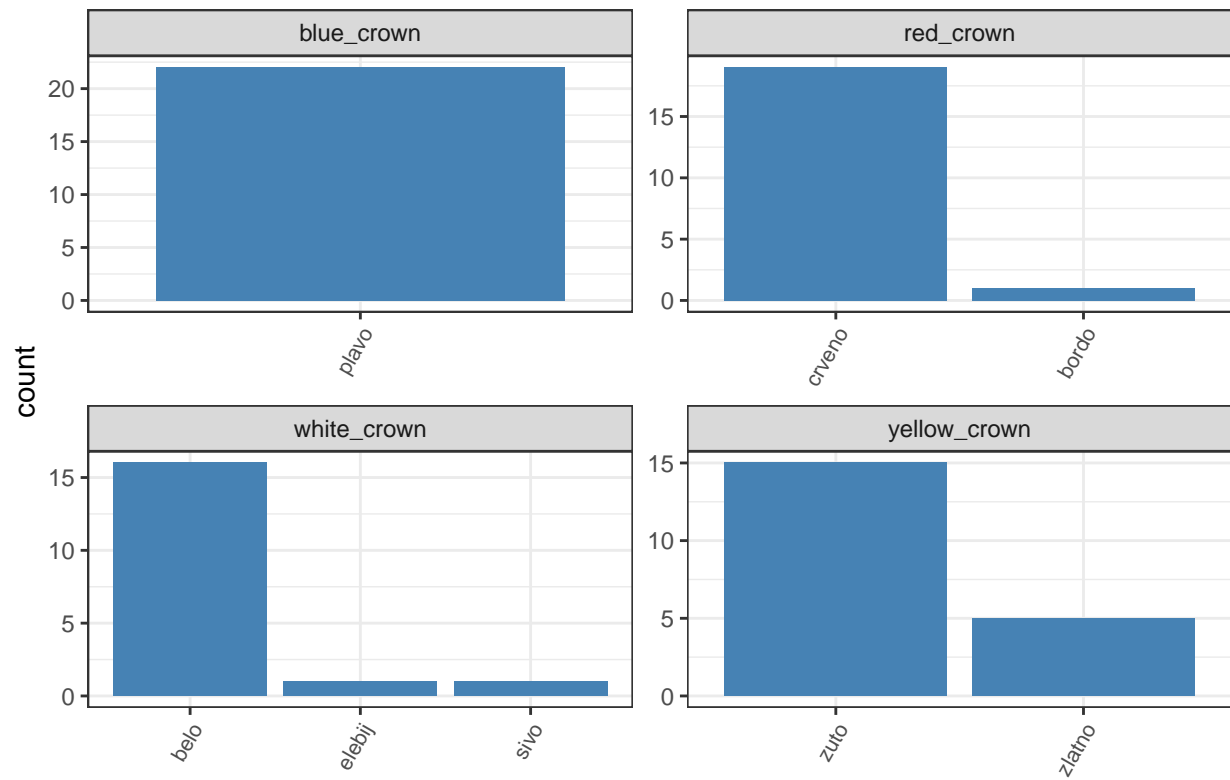 blue_crown
red_crown
20
15
10
5
0
15
10
5
0
plavo
crveno
bordo
count
white_crown
yellow_crown
15
10
5
0
15
10
5
0
belo
elebij
sivo
zuto
zlatno